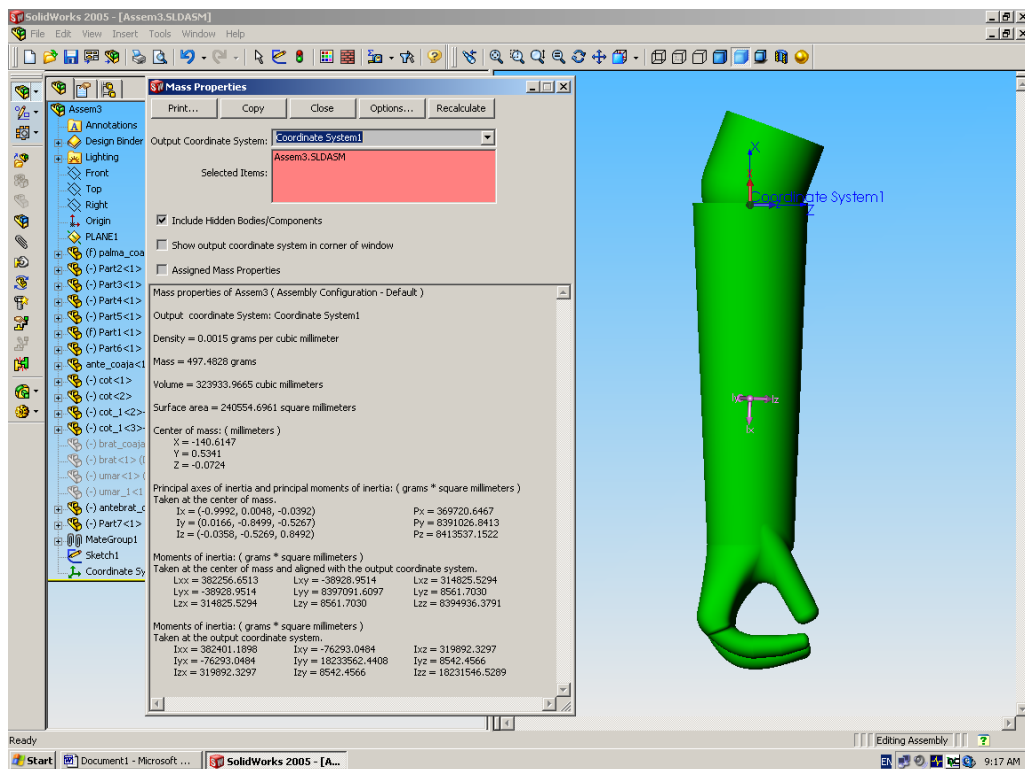 SolidWorks 2005 - [Assem3.SLDASM]
File Edit View Insert Tools Window Help
Assem3
Annotations
Design Binder
Lighting
Front
Top
Right
Origin
PLANE1
(f) palma_coa
(-) Part2<1>
(-) Part3<1>
(-) Part4<1>
(-) Part5<1>
(f) Part1<1>
(-) Part6<1>
ante_coaja<1
(-) cot<1>
(-) cot<2>
(-) cot_1<2>
(-) cot_1<3>
(-) brat_coaja
(-) brat<1> (
(-) umar<1> (
(-) umar_1<1
(-) antebrat_c
(-) Part7<1>
MateGroup1
Sketch1
Coordinate Sy
Mass Properties
Print... Copy Close Options... Recalculate
Output Coordinate System: Coordinate System1
Selected Items: Assem3.SLDASM
Include Hidden Bodies/Components
Show output coordinate system in corner of window
Assigned Mass Properties
Mass properties of Assem3 ( Assembly Configuration - Default )
Output coordinate System: Coordinate System1
Density = 0.0015 grams per cubic millimeter
Mass = 497.4828 grams
Volume = 323933.9665 cubic millimeters
Surface area = 240554.6961 square millimeters
Center of mass: ( millimeters )
X = -140.6147
Y = 0.5341
Z = -0.0724
Principal axes of inertia and principal moments of inertia: ( grams * square millimeters )
Taken at the center of mass.
Ix = (-0.9992, 0.0048, -0.0392) Px = 369720.6467
Iy = (0.0166, -0.8499, -0.5267) Py = 8391026.8413
Iz = (-0.0358, -0.5269, 0.8492) Pz = 8413537.1522
Moments of inertia: ( grams * square millimeters )
Taken at the center of mass and aligned with the output coordinate system.
Lxx = 382256.6513 Lxy = -38928.9514 Lxz = 314825.5294
Lyx = -38928.9514 Lyy = 8397091.6097 Lyz = 8561.7030
Lzx = 314825.5294 Lzy = 8561.7030 Lzz = 8394936.3791
Moments of inertia: ( grams * square millimeters )
Taken at the output coordinate system.
Ixx = 382401.1898 Ixy = -76293.0484 Ixz = 319892.3297
Iyx = -76293.0484 Iyy = 18233562.4408 Iyz = 8542.4566
Izx = 319892.3297 Izy = 8542.4566 Izz = 18231546.5289
X
Coordinate System1
Z
Iy Iz
Ix
Ready
Editing Assembly
Start Document1 - Microsoft ... SolidWorks 2005 - [A... EN 9:17 AM